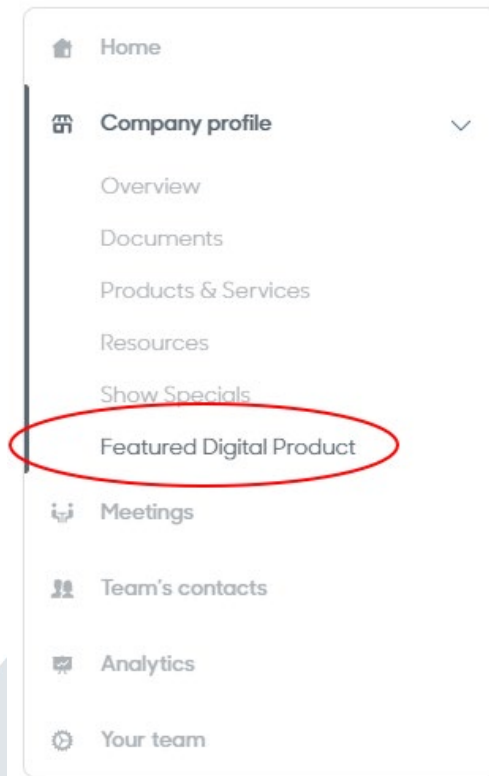 Home
Company profile
Overview
Documents
Products & Services
Resources
Show Specials
Featured Digital Product
Meetings
Team's contacts
Analytics
Your team